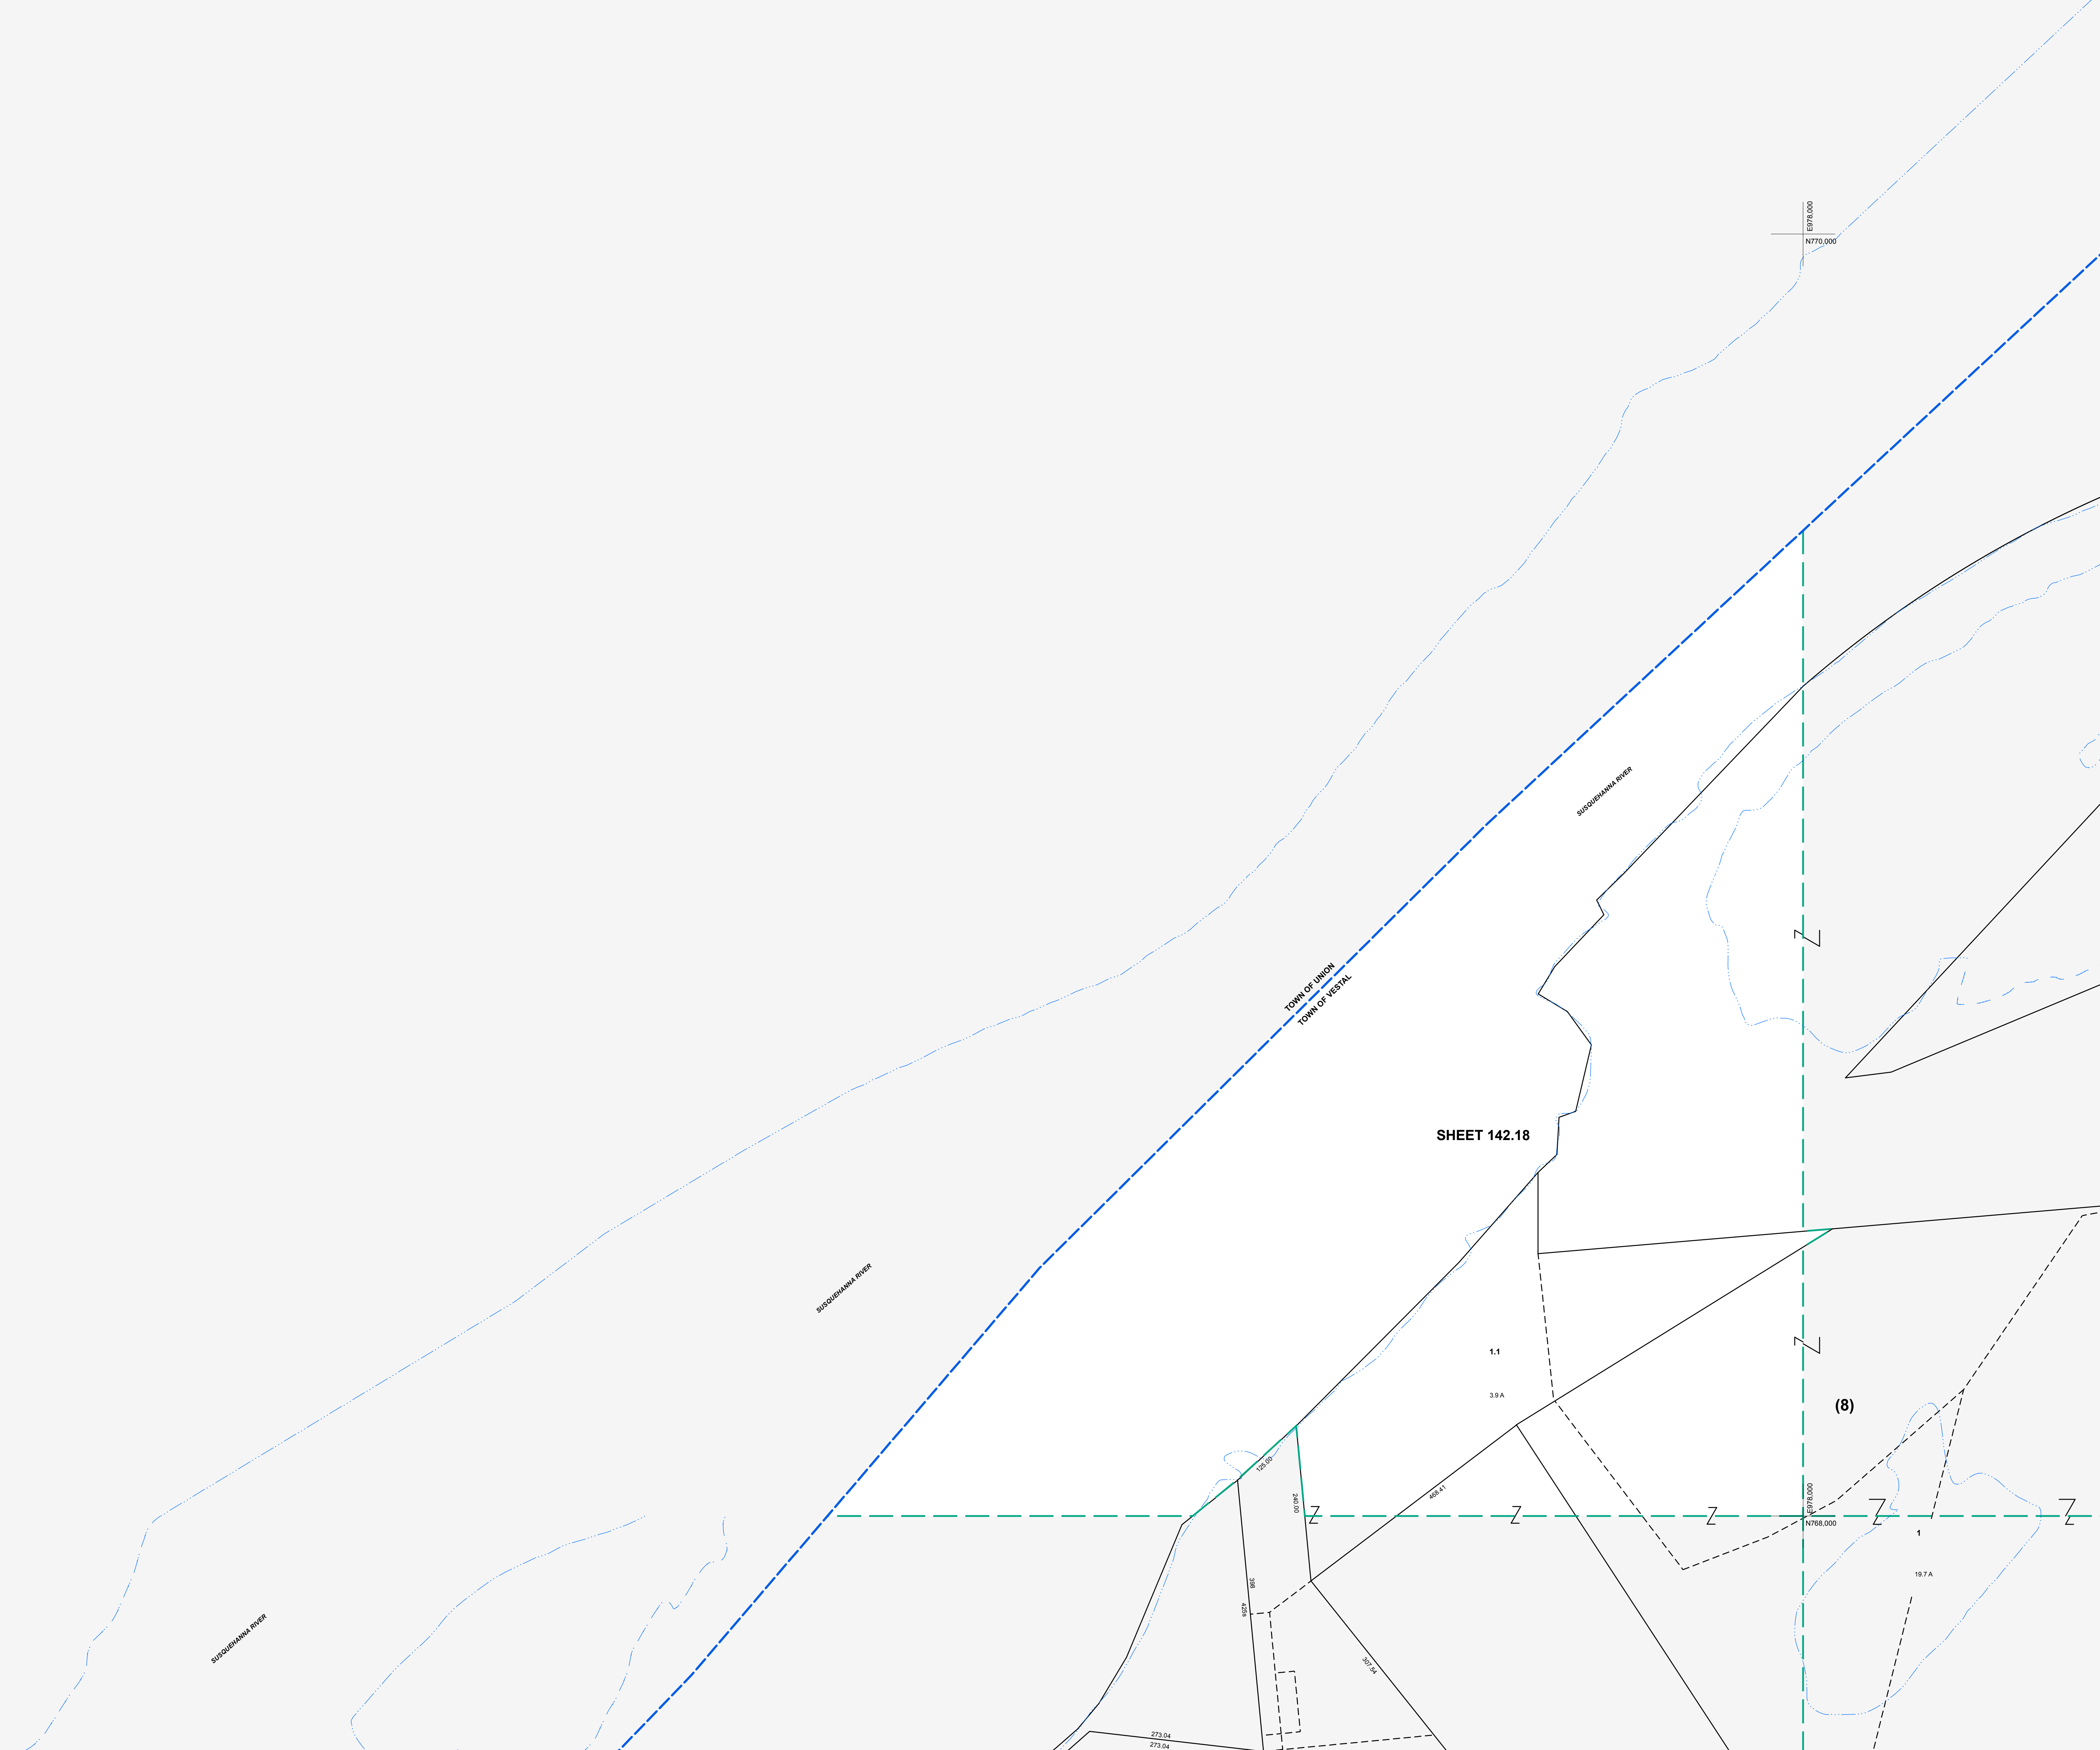 E978,000
N770,000
SUSQUEHANNA RIVER
TOWN OF UNION
TOWN OF VESTAL
SHEET 142.18
SUSQUEHANNA RIVER
1.1
3.9 A
(8)
125.00
468.41
240.00
E978,000
N768,000
1
19.7 A
398
425s
SUSQUEHANNA RIVER
307.54
273.04
273.04